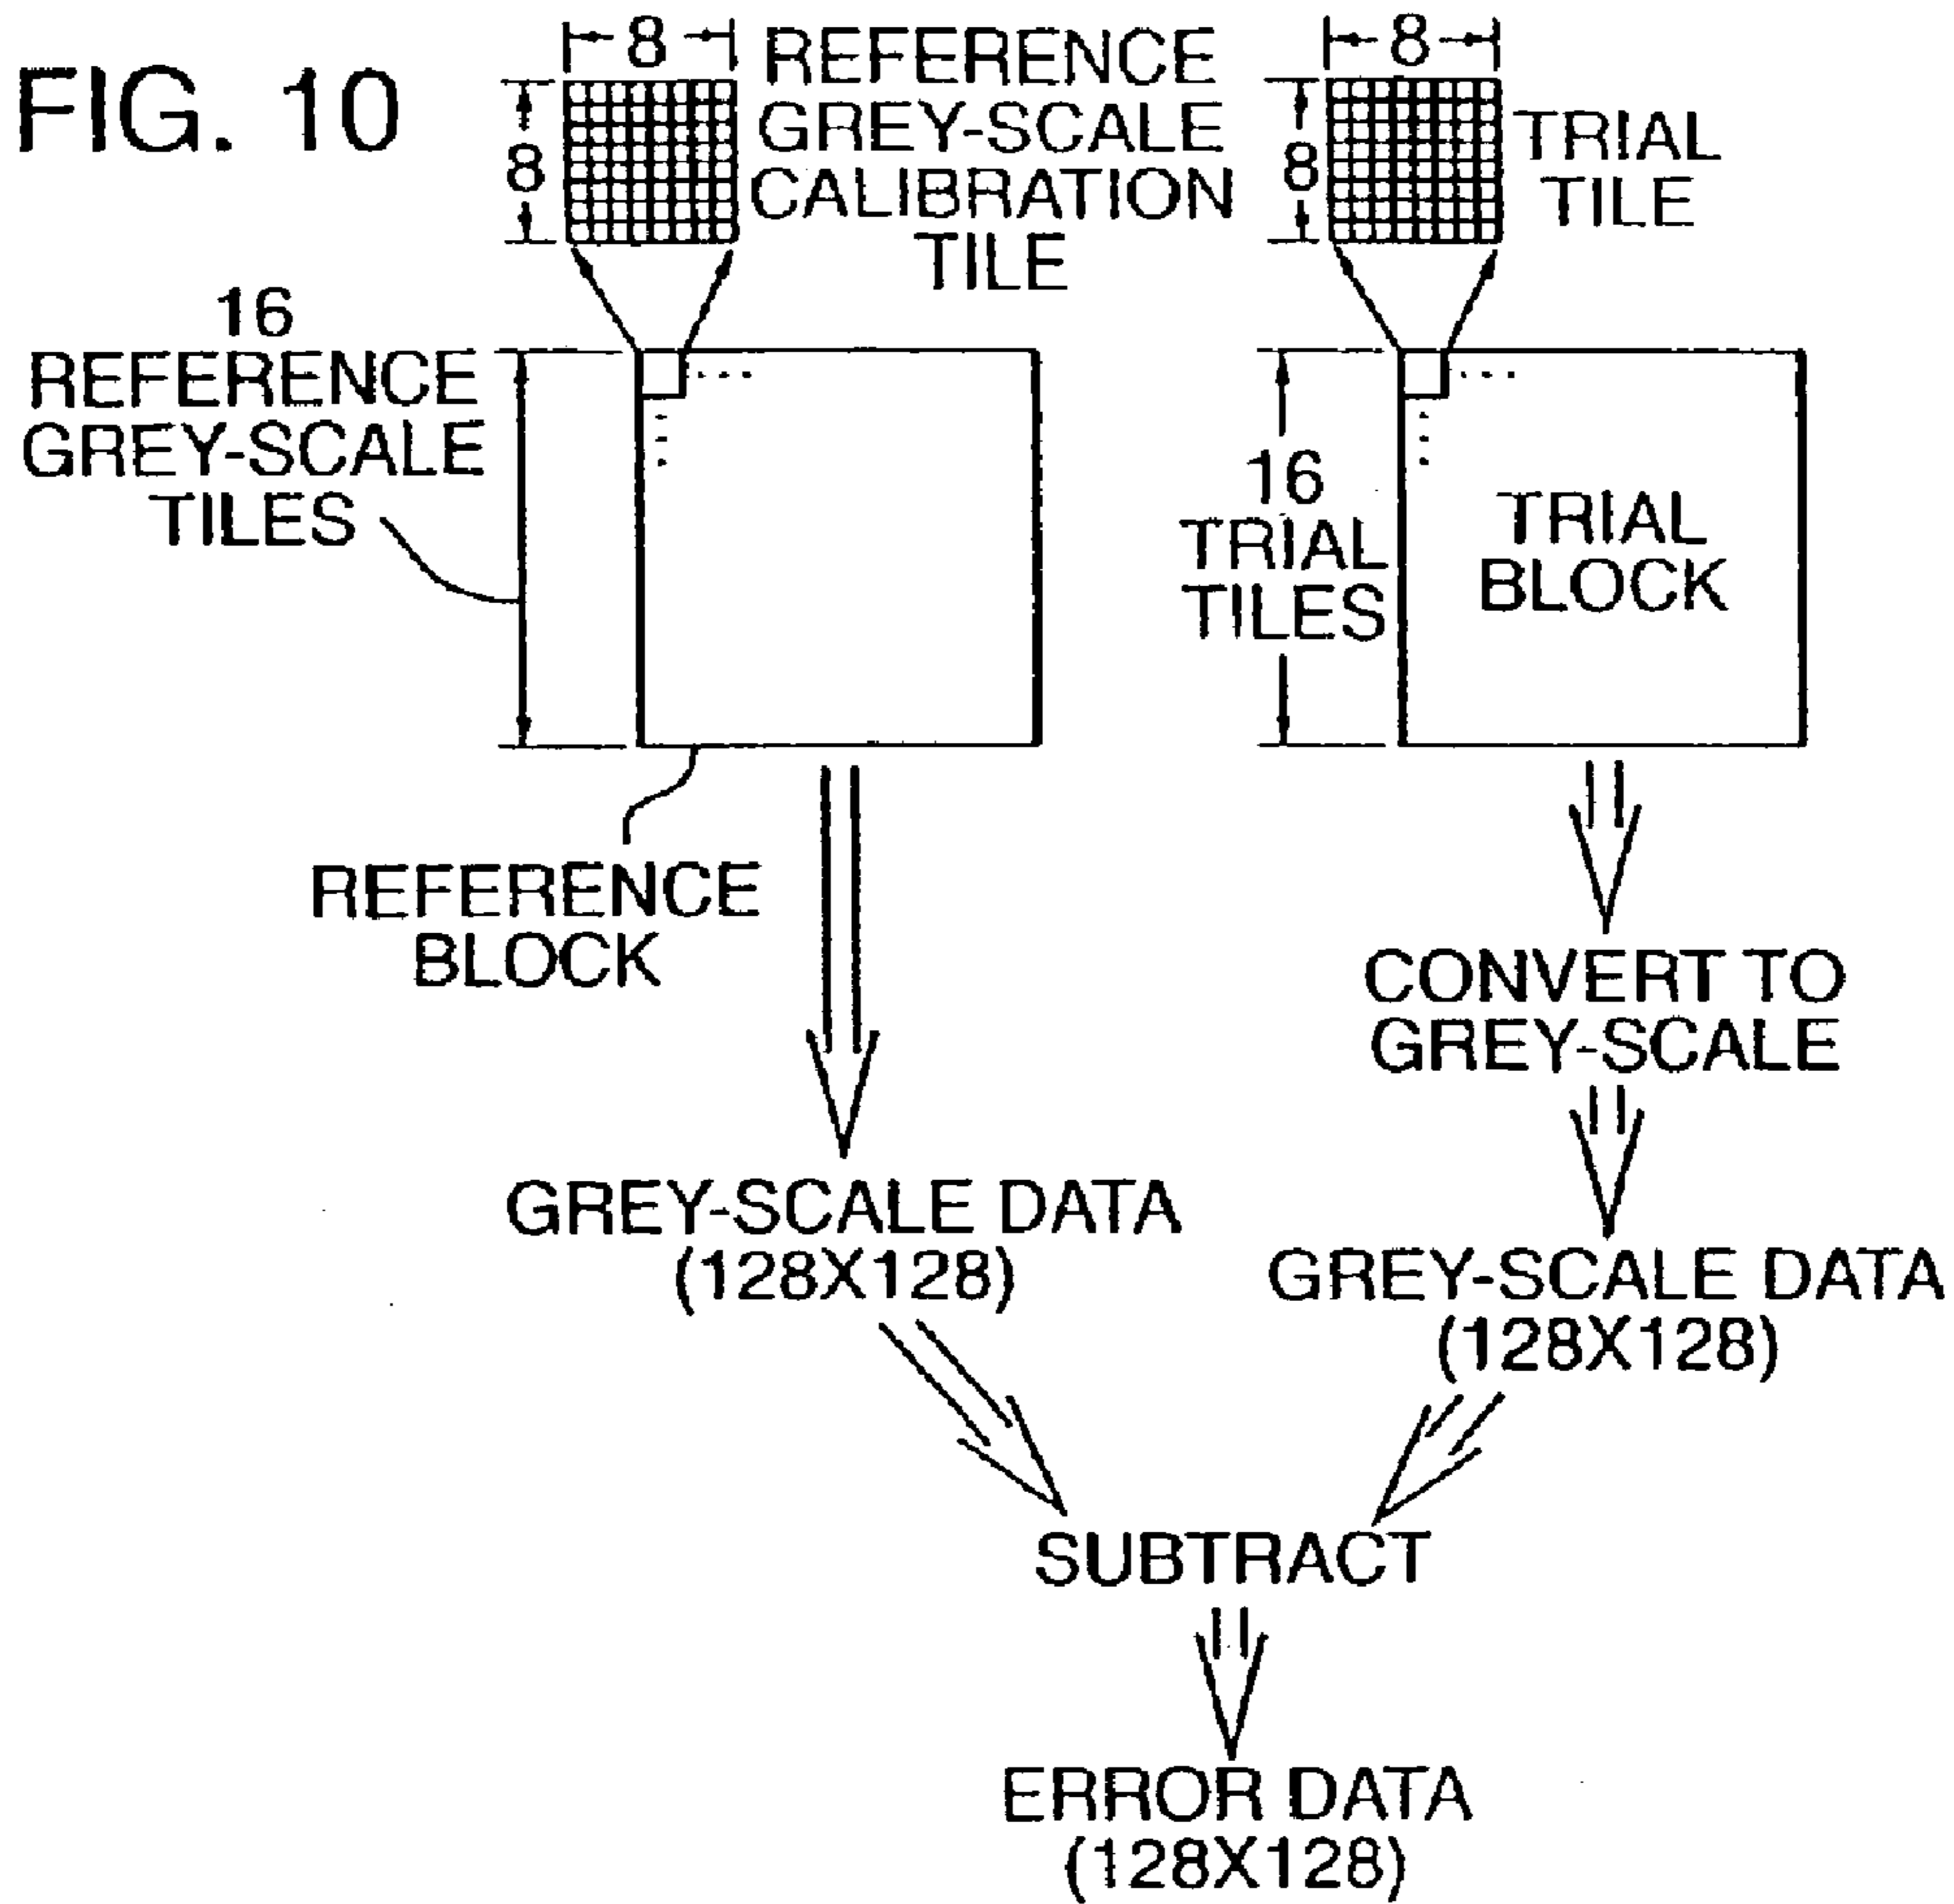 FIG. 10
8
8
REFERENCE
GREY-SCALE
CALIBRATION
TILE
8
8
TRIAL
TILE
16
REFERENCE
GREY-SCALE
TILES
16
TRIAL
TILES
TRIAL
BLOCK
REFERENCE
BLOCK
CONVERT TO
GREY-SCALE
GREY-SCALE DATA
(128X128)
GREY-SCALE DATA
(128X128)
SUBTRACT
ERROR DATA
(128X128)